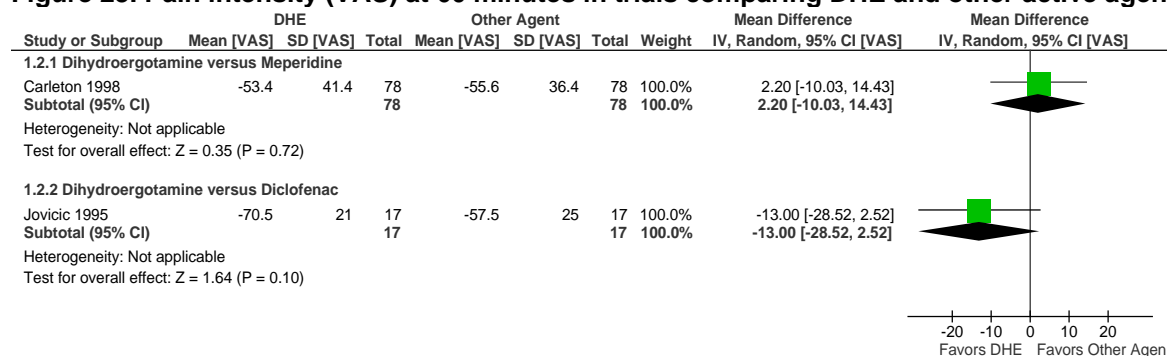 DHE Other Agent Mean Difference Mean Difference
Study or Subgroup Mean [VAS] SD [VAS] Total Mean [VAS] SD [VAS] Total Weight IV, Random, 95% CI [VAS] IV, Random, 95% CI [VAS]
1.2.1 Dihydroergotamine versus Meperidine
Carleton 1998 -53.4 41.4 78 -55.6 36.4 78 100.0% 2.20 [-10.03, 14.43]
Subtotal (95% CI) 78 78 100.0% 2.20 [-10.03, 14.43]
Heterogeneity: Not applicable
Test for overall effect: Z = 0.35 (P = 0.72)
1.2.2 Dihydroergotamine versus Diclofenac
Jovicic 1995 -70.5 21 17 -57.5 25 17 100.0% -13.00 [-28.52, 2.52]
Subtotal (95% CI) 17 17 100.0% -13.00 [-28.52, 2.52]
Heterogeneity: Not applicable
Test for overall effect: Z = 1.64 (P = 0.10)
-20 -10 0 10 20
Favors DHE Favors Other Agen